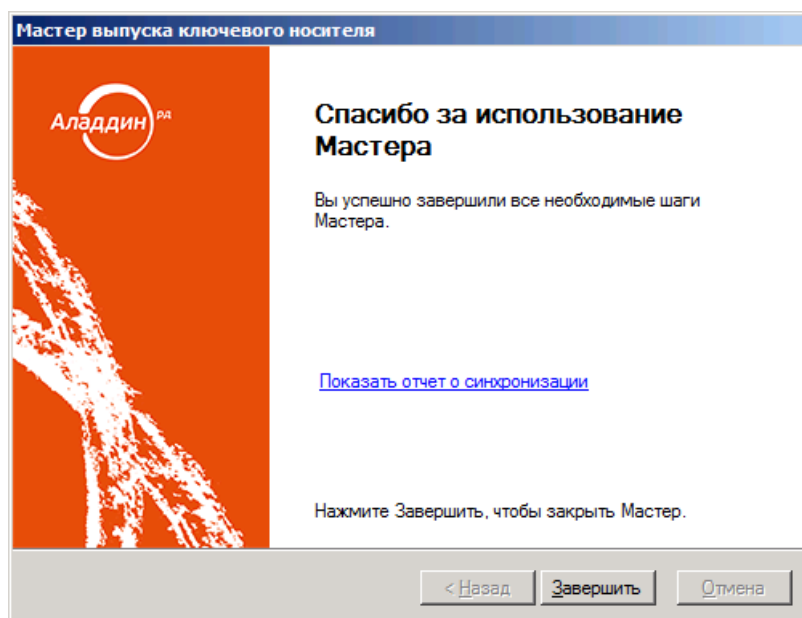 Мастер выпуска ключевого носителя
Аладдин РД
Спасибо за использование
Мастера
Вы успешно завершили все необходимые шаги
Мастера.
Показать отчет о синхронизации
Нажмите Завершить, чтобы закрыть Мастер.
< Назад Завершить Отмена